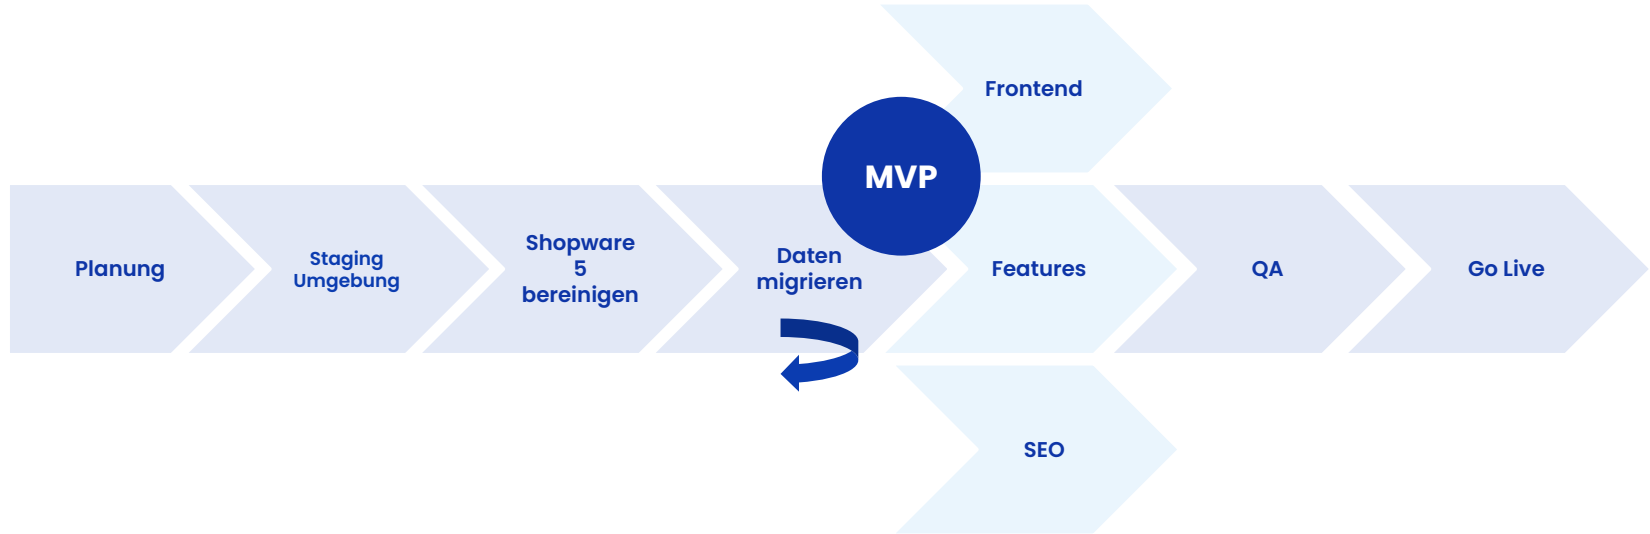 Frontend
MVP
Planung
Staging
Umgebung
Shopware
5
bereinigen
Daten
migrieren
Features
QA
Go Live
SEO